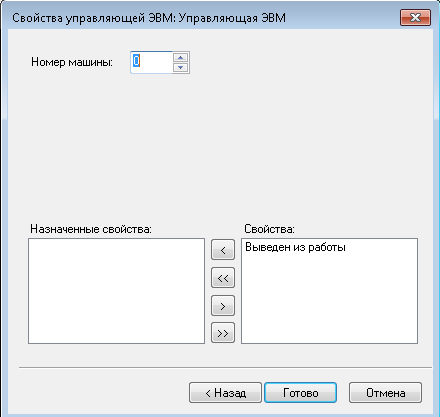 Свойства управляющей ЭВМ: Управляющая ЭВМ
Номер машины: 0
Назначенные свойства:
Свойства:
Выведен из работы
<
<<
>
>>
< Назад Готово Отмена